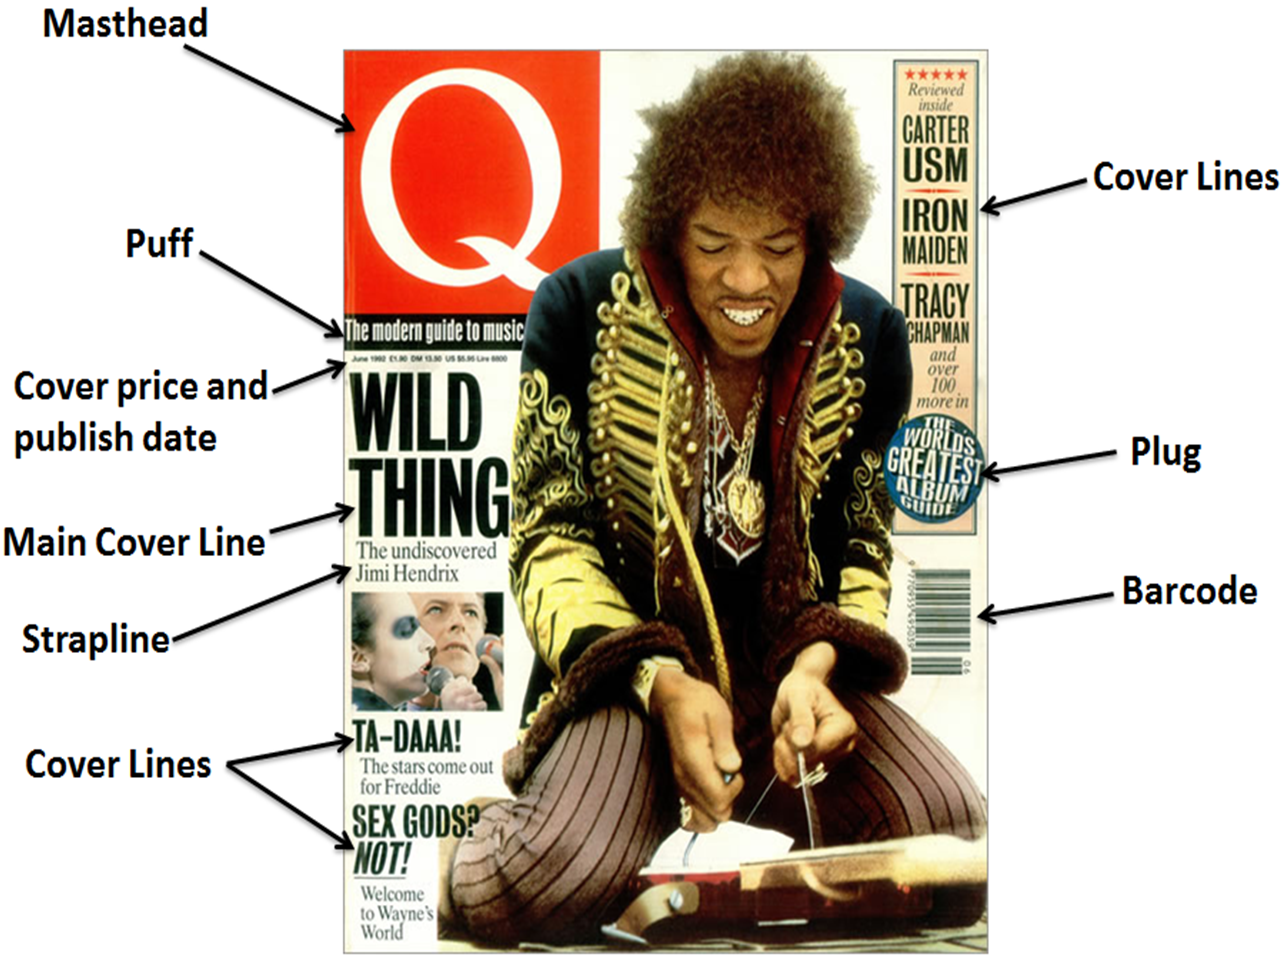 Masthead
Puff
Cover price and
publish date
Main Cover Line
Strapline
Cover Lines
Q
The modern guide to music
June 1992 £1.90 DM 13.50 US $5.95 Lire 8800
WILD
THING
The undiscovered
Jimi Hendrix
TA-DAAA!
The stars come out
for Freddie
SEX GODS?
NOT!
Welcome
to Wayne's
World
★★★★★
Reviewed
inside
CARTER
USM
IRON
MAIDEN
TRACY
CHAPMAN
and
over
100
more in
THE
WORLDS
GREATEST
ALBUM
GUIDE
06
Cover Lines
Plug
Barcode